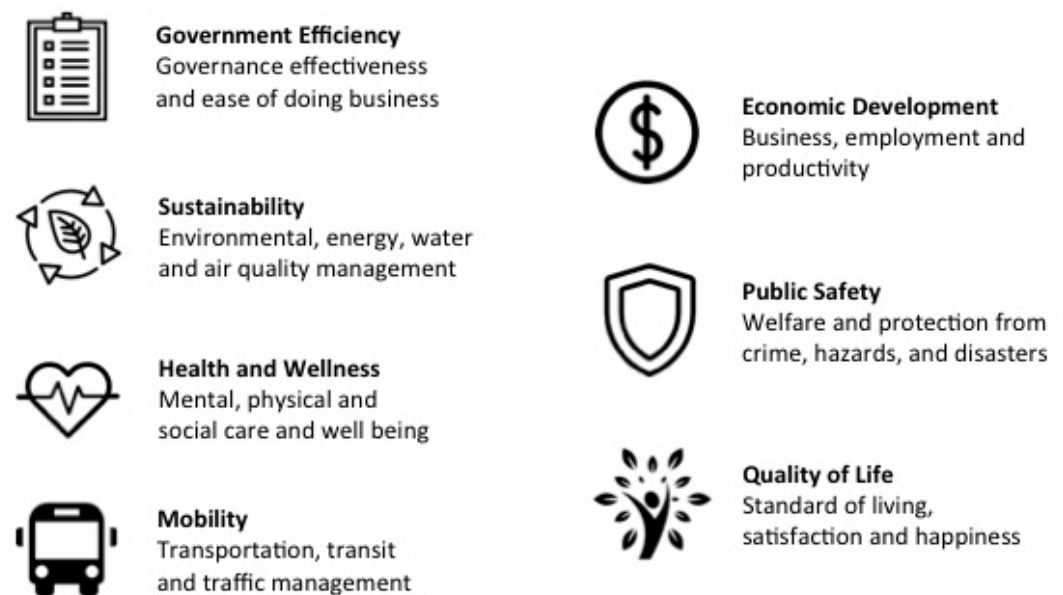 Government Efficiency
Governance effectiveness
and ease of doing business
Sustainability
Environmental, energy, water
and air quality management
Health and Wellness
Mental, physical and
social care and well being
Mobility
Transportation, transit
and traffic management
Economic Development
Business, employment and
productivity
Public Safety
Welfare and protection from
crime, hazards, and disasters
Quality of Life
Standard of living,
satisfaction and happiness